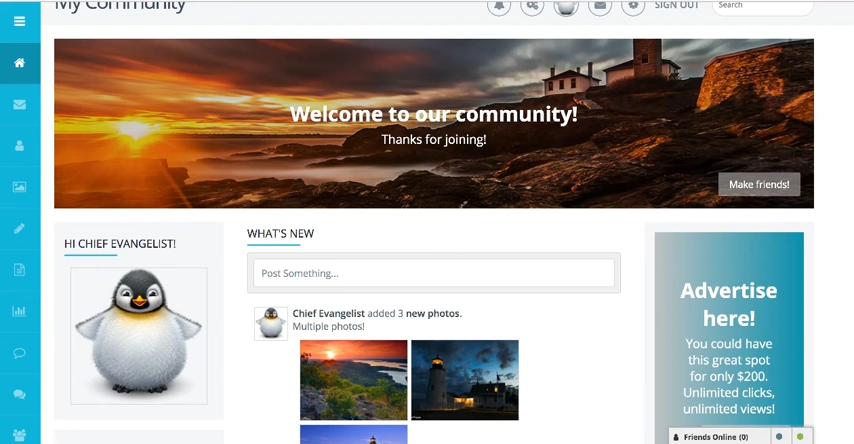 My Community
SIGN OUT
Search
Welcome to our community!
Thanks for joining!
Make friends!
HI CHIEF EVANGELIST!
WHAT'S NEW
Post Something...
Chief Evangelist added 3 new photos.
Multiple photos!
Advertise
here!
You could have
this great spot
for only $200.
Unlimited clicks,
unlimited views!
Friends Online (0)